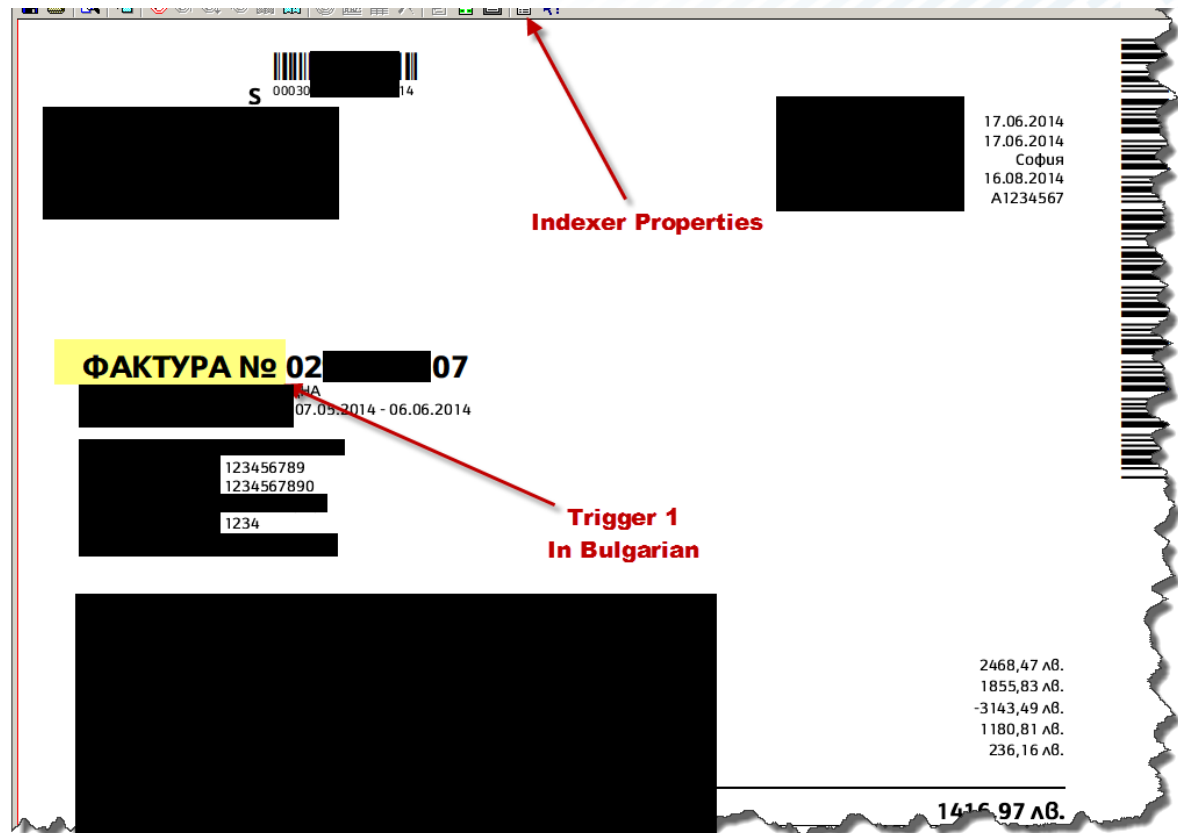 S
00030 14
17.06.2014
17.06.2014
София
16.08.2014
A1234567
Indexer Properties
ФАКТУРА № 02 07
НА
07.05.2014 - 06.06.2014
123456789
1234567890
1234
Trigger 1
In Bulgarian
2468,47 лв.
1855,83 лв.
-3143,49 лв.
1180,81 лв.
236,16 лв.
1416,97 лв.